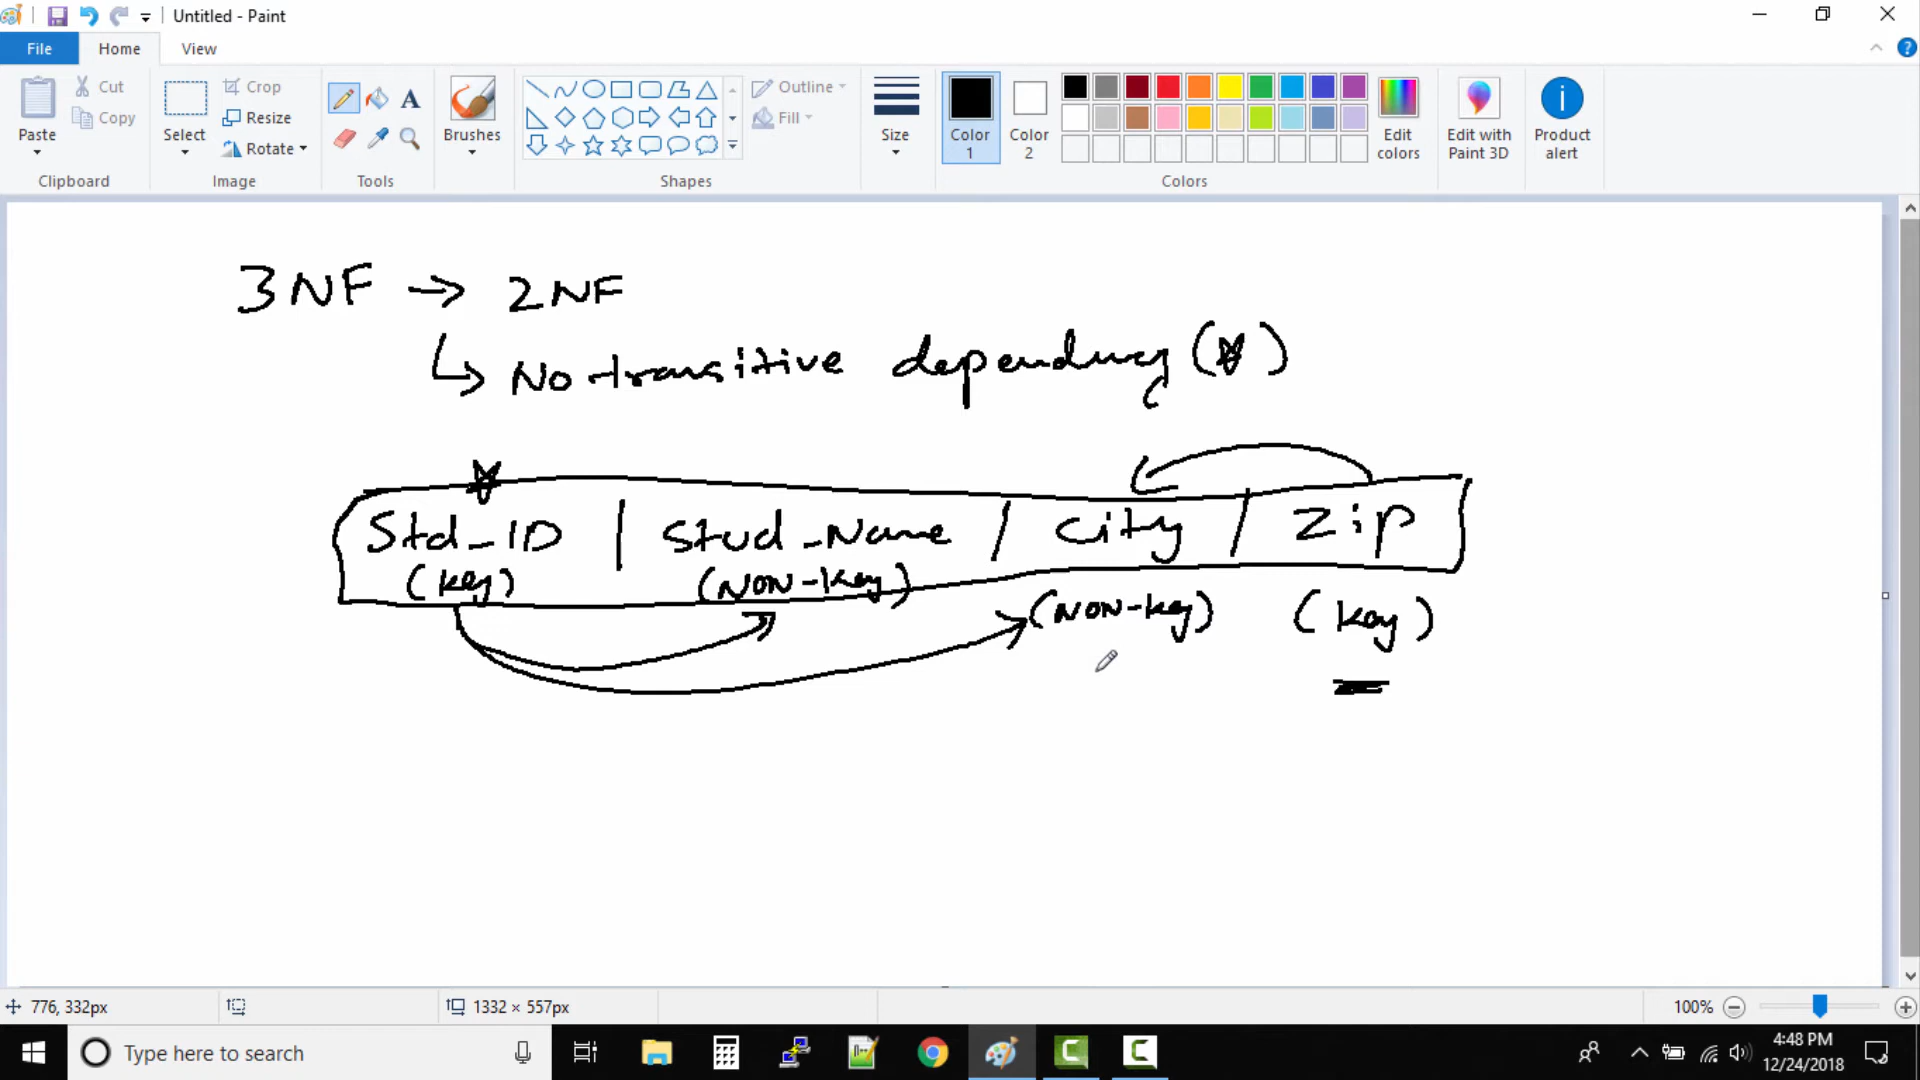 Untitled - Paint
File Home View
Paste Cut Copy Clipboard
Select Crop Resize Rotate Image
Tools
Brushes
Outline Fill Shapes
Size
Color 1 Color 2 Edit colors Colors
Edit with Paint 3D
Product alert
3NF → 2NF
↳ No transitive dependency (☆)
Std_ID | Stud_Name | City | Zip
(key) (NON-key) (NON-key) (key)
776, 332px 1332 × 557px 100%
Type here to search
4:48 PM
12/24/2018